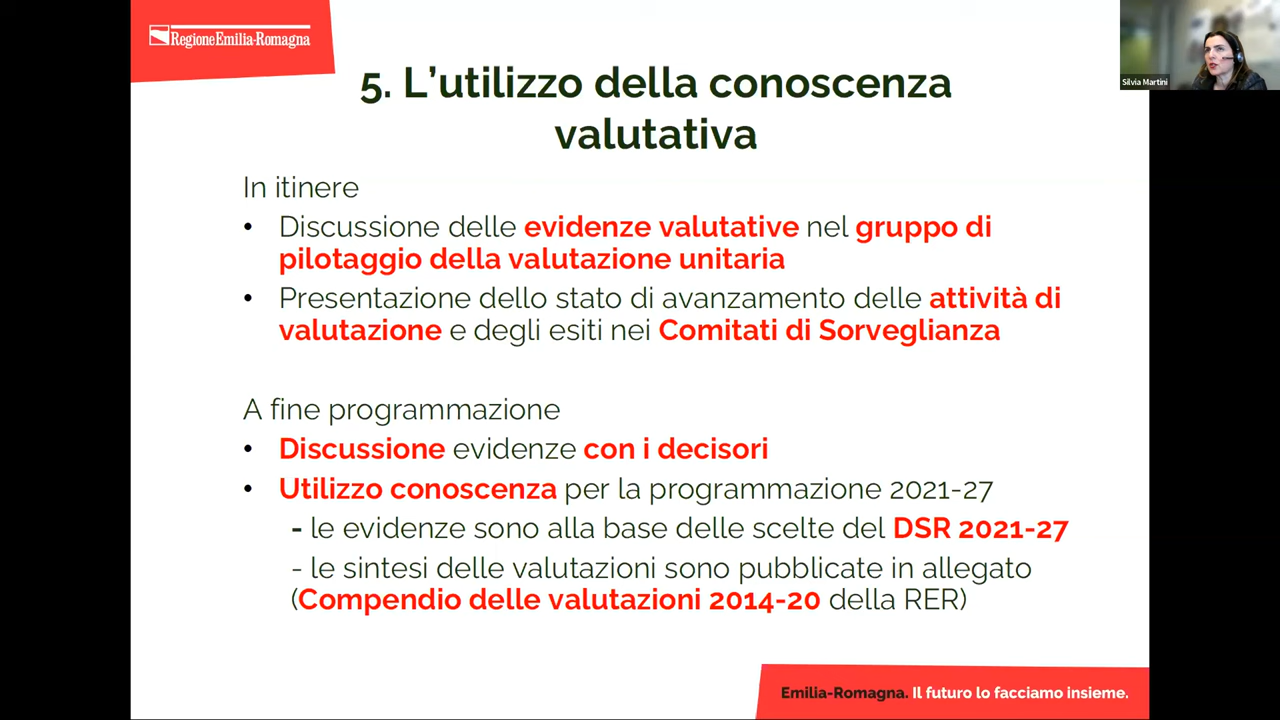 RegioneEmilia-Romagna
Silvia Martini
5. L’utilizzo della conoscenza
valutativa
In itinere
• Discussione delle evidenze valutative nel gruppo di
pilotaggio della valutazione unitaria
• Presentazione dello stato di avanzamento delle attività di
valutazione e degli esiti nei Comitati di Sorveglianza
A fine programmazione
• Discussione evidenze con i decisori
• Utilizzo conoscenza per la programmazione 2021-27
- le evidenze sono alla base delle scelte del DSR 2021-27
- le sintesi delle valutazioni sono pubblicate in allegato
(Compendio delle valutazioni 2014-20 della RER)
Emilia-Romagna. Il futuro lo facciamo insieme.